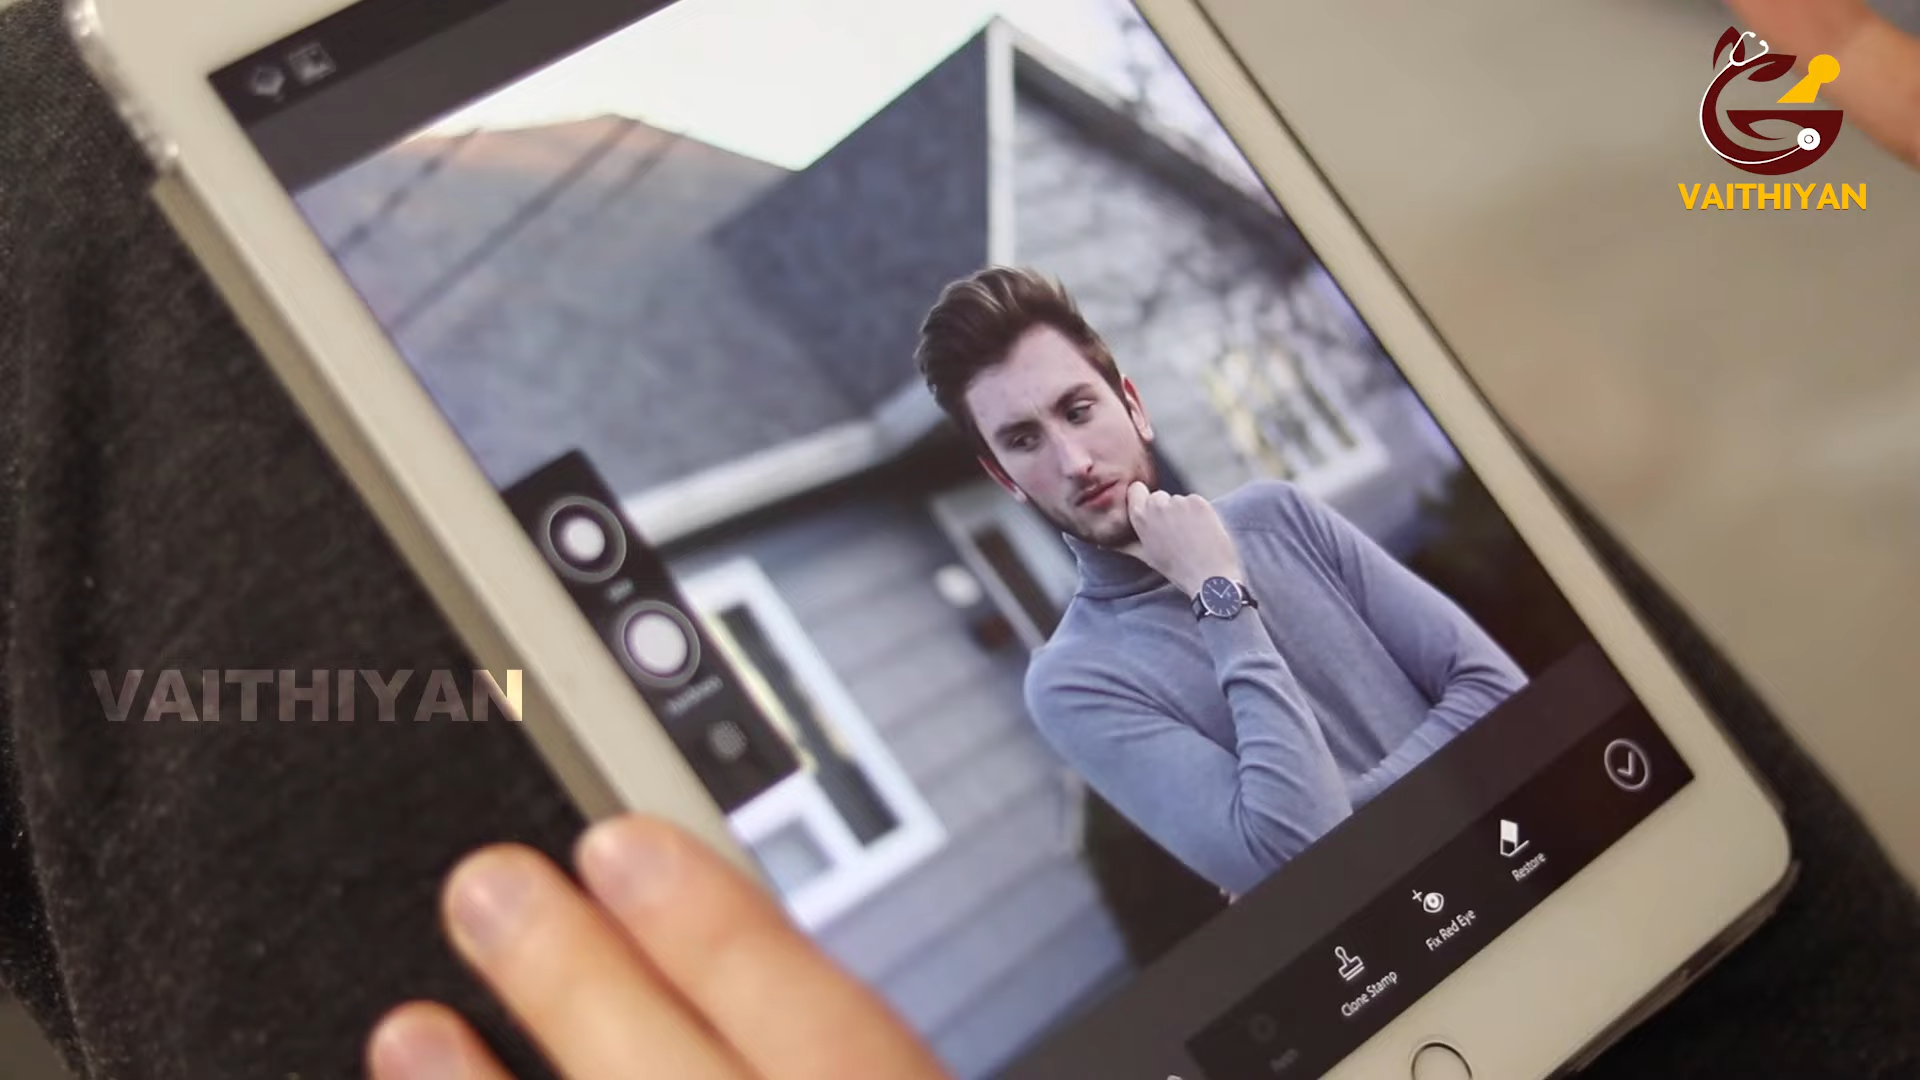 VAITHIYAN
VAITHIYAN
Restore
Fix Red Eye
Clone Stamp